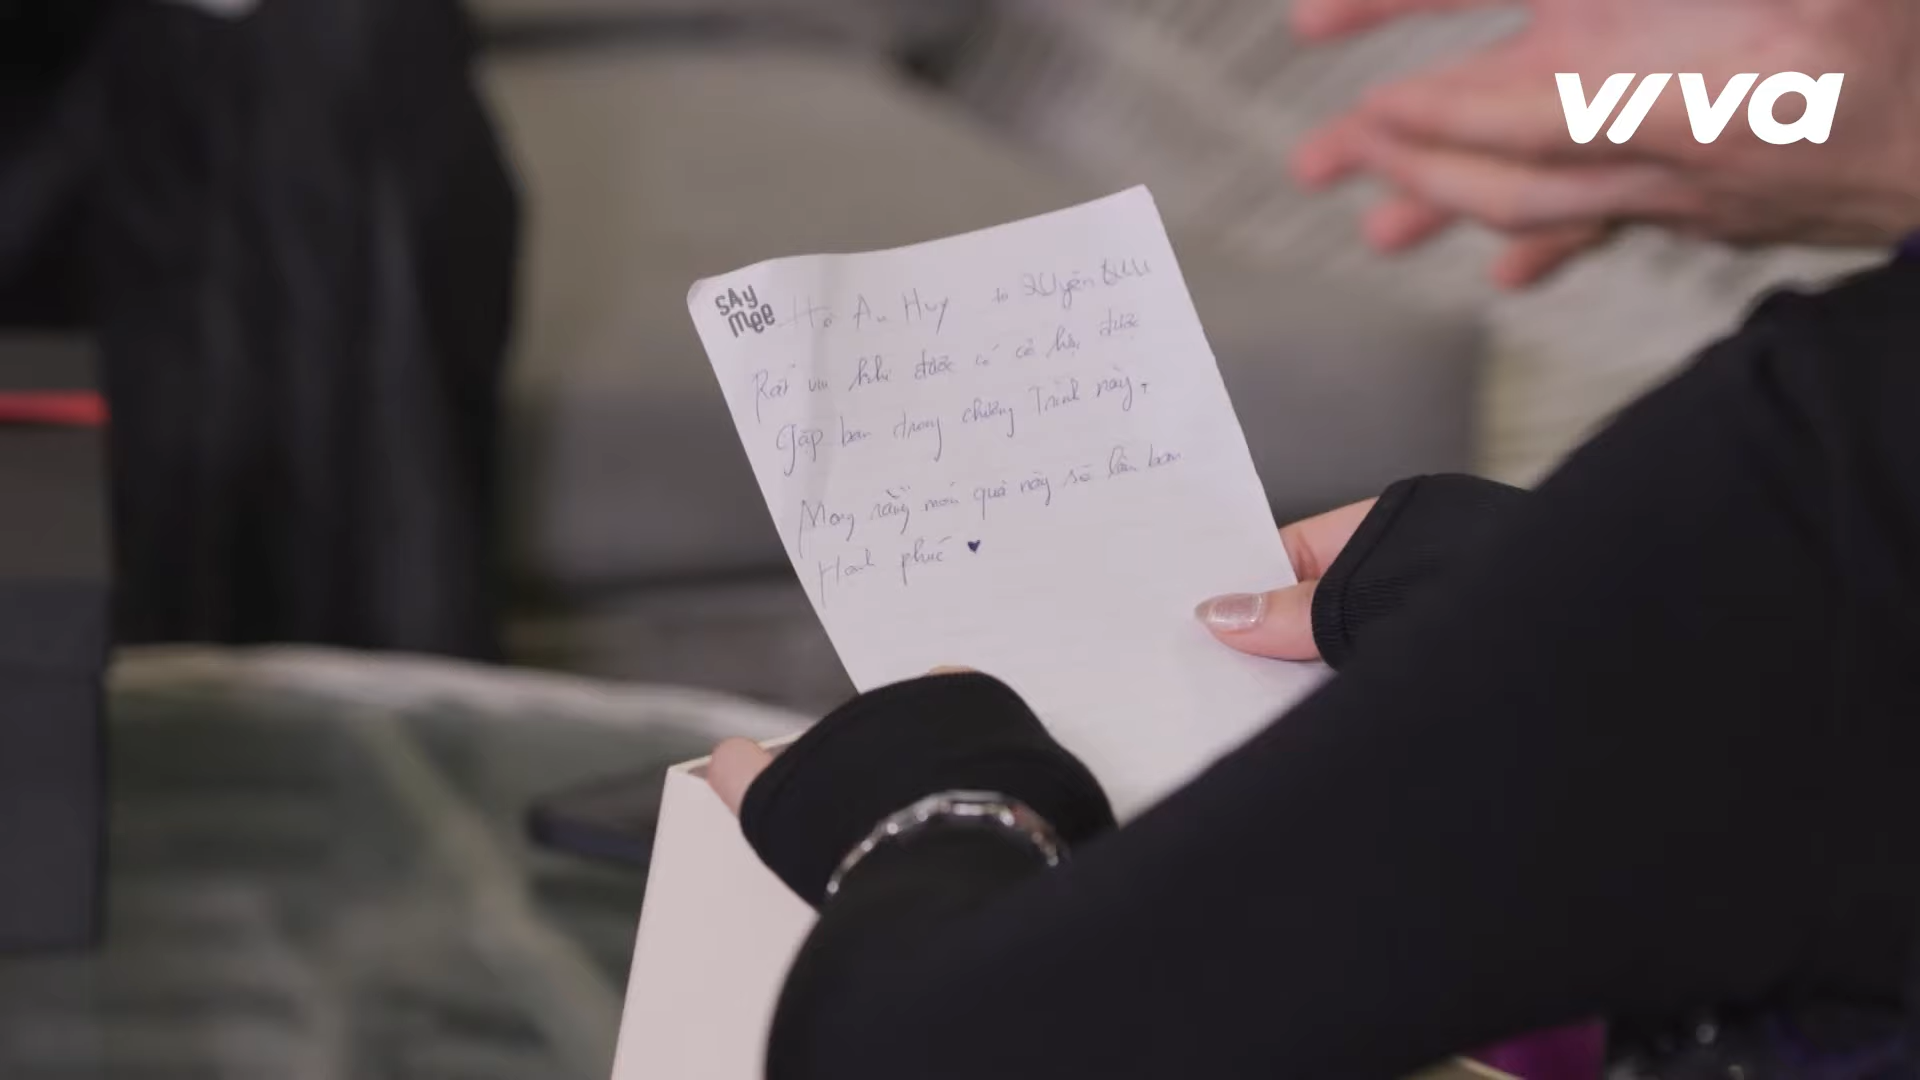 VIVA
SAY
mee
Hồ An Huy to Xuyên
Rất vui khi được có cơ hội được
Gặp bạn trong chương Trình này.
Mong rằng món quà này sẽ làm bạn
Hạnh phúc ♥